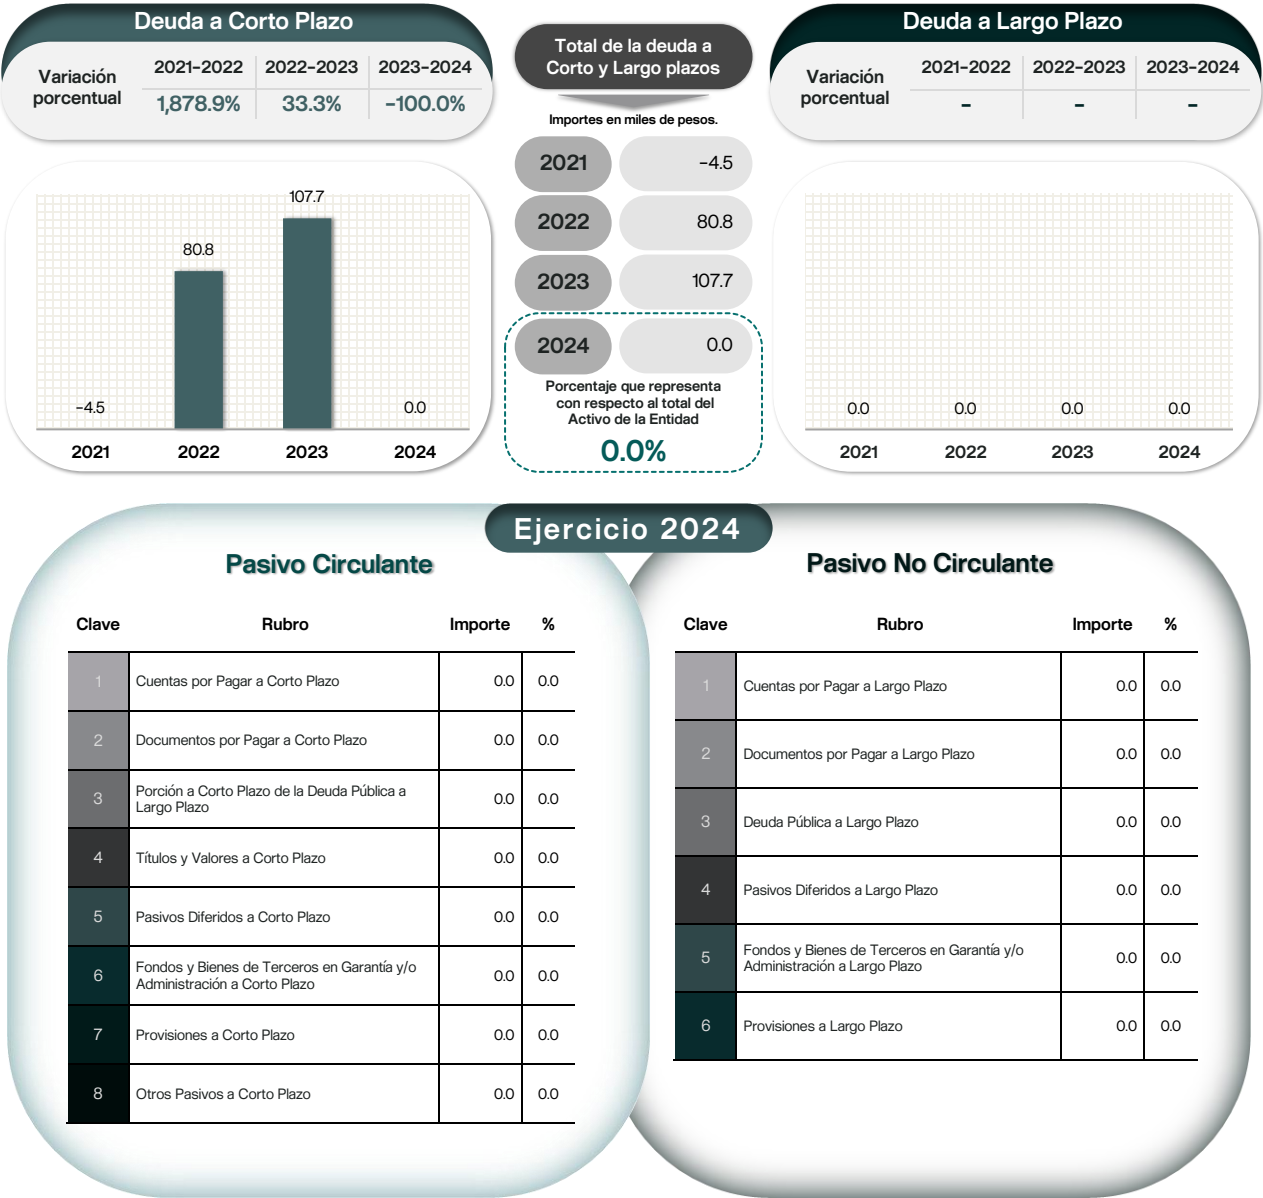 Deuda a Corto Plazo
Variación porcentual
2021-2022 2022-2023 2023-2024
1,878.9% 33.3% -100.0%
107.7
80.8
-4.5
0.0
2021 2022 2023 2024
Total de la deuda a
Corto y Largo plazos
Importes en miles de pesos.
2021 -4.5
2022 80.8
2023 107.7
2024 0.0
Porcentaje que representa
con respecto al total del
Activo de la Entidad
0.0%
Deuda a Largo Plazo
Variación porcentual
2021-2022 2022-2023 2023-2024
- - -
0.0 0.0 0.0 0.0
2021 2022 2023 2024
Ejercicio 2024
Pasivo Circulante
Clave Rubro Importe %
1 Cuentas por Pagar a Corto Plazo 0.0 0.0
2 Documentos por Pagar a Corto Plazo 0.0 0.0
3 Porción a Corto Plazo de la Deuda Pública a
Largo Plazo 0.0 0.0
4 Títulos y Valores a Corto Plazo 0.0 0.0
5 Pasivos Diferidos a Corto Plazo 0.0 0.0
6 Fondos y Bienes de Terceros en Garantía y/o
Administración a Corto Plazo 0.0 0.0
7 Provisiones a Corto Plazo 0.0 0.0
8 Otros Pasivos a Corto Plazo 0.0 0.0
Pasivo No Circulante
Clave Rubro Importe %
1 Cuentas por Pagar a Largo Plazo 0.0 0.0
2 Documentos por Pagar a Largo Plazo 0.0 0.0
3 Deuda Pública a Largo Plazo 0.0 0.0
4 Pasivos Diferidos a Largo Plazo 0.0 0.0
5 Fondos y Bienes de Terceros en Garantía y/o
Administración a Largo Plazo 0.0 0.0
6 Provisiones a Largo Plazo 0.0 0.0